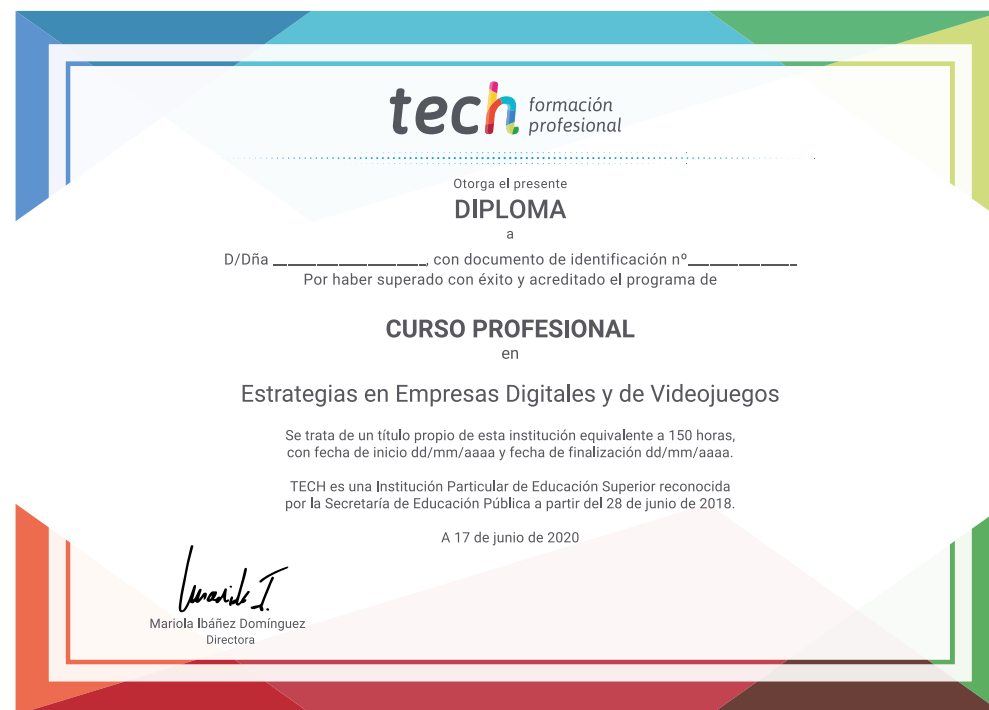 tech formación
profesional
Otorga el presente
DIPLOMA
a
D/Dña ____________________, con documento de identificación nº______________
Por haber superado con éxito y acreditado el programa de
CURSO PROFESIONAL
en
Estrategias en Empresas Digitales y de Videojuegos
Se trata de un título propio de esta institución equivalente a 150 horas,
con fecha de inicio dd/mm/aaaa y fecha de finalización dd/mm/aaaa.
TECH es una Institución Particular de Educación Superior reconocida
por la Secretaría de Educación Pública a partir del 28 de junio de 2018.
A 17 de junio de 2020
Mariola Ibáñez Domínguez
Directora